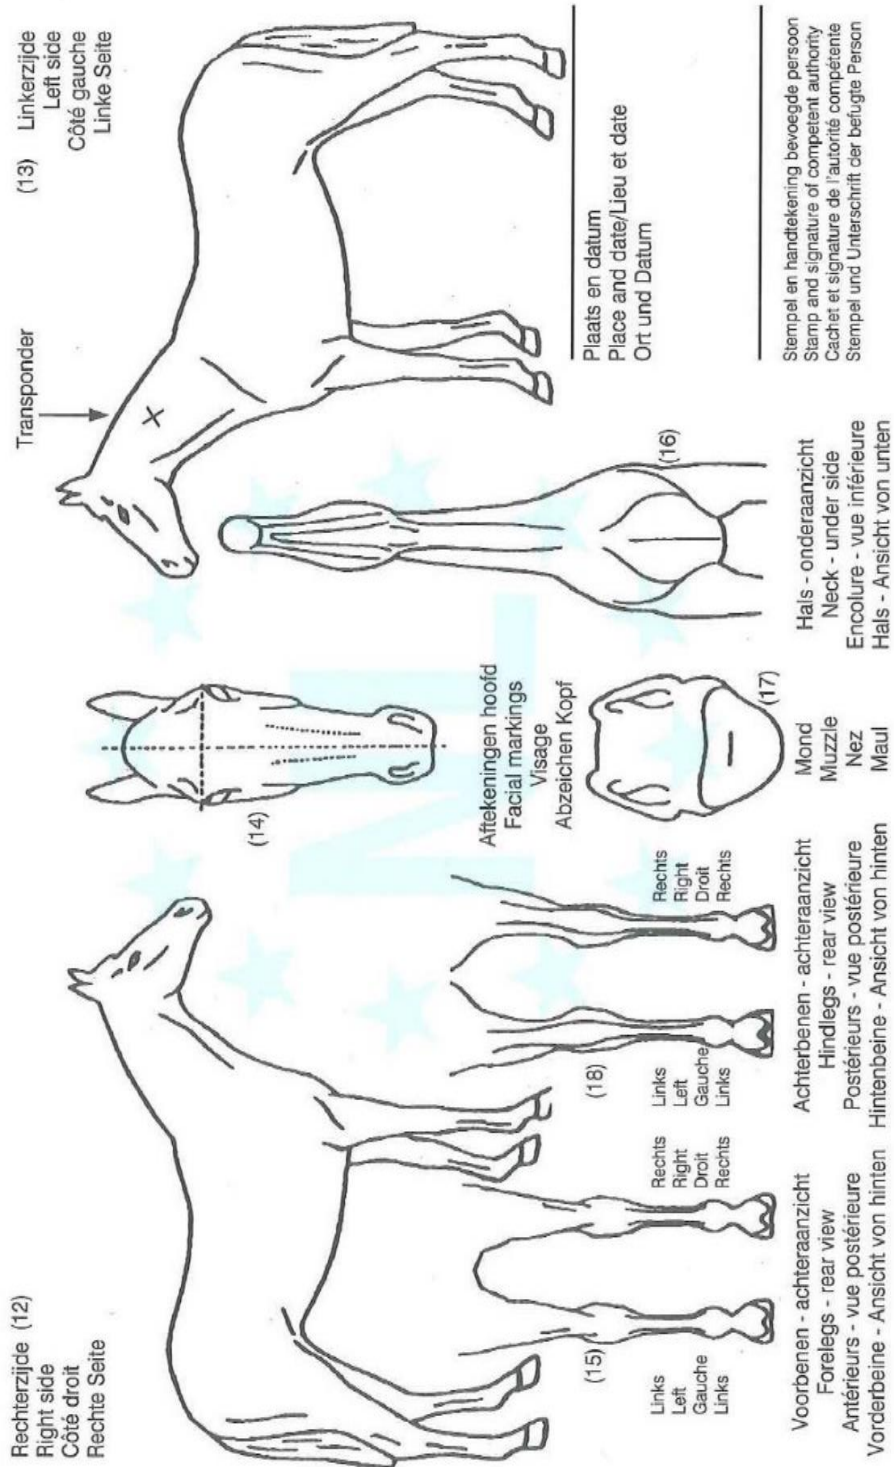 Rechterzijde (12)
Right side
Côté droit
Rechte Seite
Transponder
(13) Linkerzijde
Left side
Côté gauche
Linke Seite
(14)
Aftekeningen hoofd
Facial markings
Visage
Abzeichen Kopf
(15)
Links
Left
Gauche
Links
Rechts
Right
Droit
Rechts
Voorbenen - achteraanzicht
Forelegs - rear view
Antérieurs - vue postérieure
Vorderbeine - Ansicht von hinten
(18)
Links
Left
Gauche
Links
Rechts
Right
Droit
Rechts
Achterbenen - achteraanzicht
Hindlegs - rear view
Postérieurs - vue postérieure
Hintenbeine - Ansicht von hinten
(17)
Mond
Muzzle
Nez
Maul
(16)
Hals - onderaanzicht
Neck - under side
Encolure - vue inférieure
Hals - Ansicht von unten
Plaats en datum
Place and date/Lieu et date
Ort und Datum
Stempel en handtekening bevoegde persoon
Stamp and signature of competent authority
Cachet et signature de l'autorité compétente
Stempel und Unterschrift der befugte Person
NL